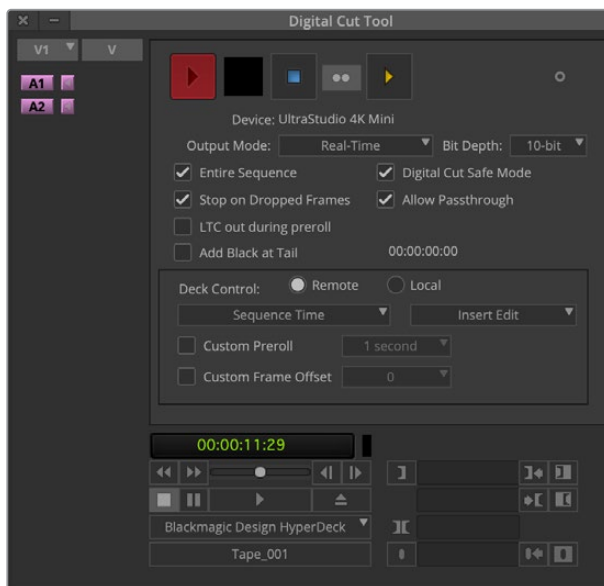 Digital Cut Tool
V1 V
A1
A2
Device: UltraStudio 4K Mini
Output Mode: Real-Time Bit Depth: 10-bit
Entire Sequence Digital Cut Safe Mode
Stop on Dropped Frames Allow Passthrough
LTC out during preroll
Add Black at Tail 00:00:00:00
Deck Control: Remote Local
Sequence Time Insert Edit
Custom Preroll 1 second
Custom Frame Offset 0
00:00:11:29
Blackmagic Design HyperDeck
Tape_001